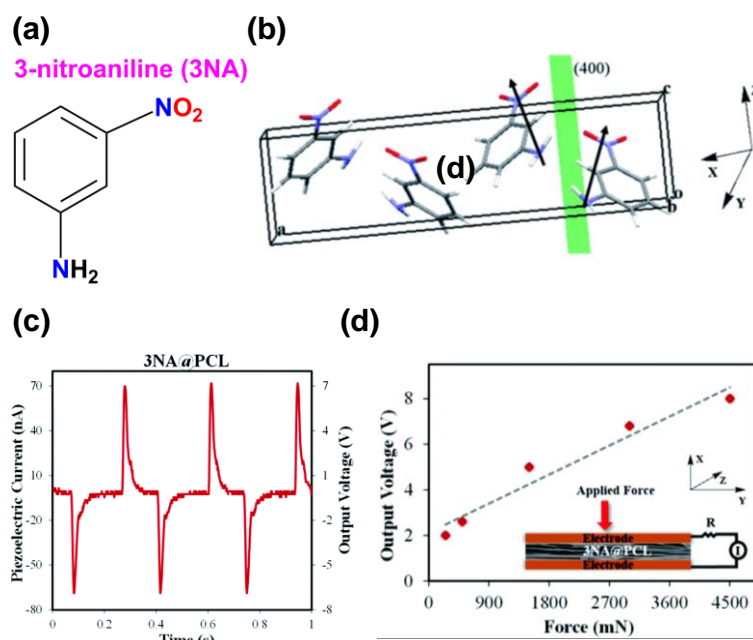 (a)
3-nitroaniline (3NA)
NO2
NH2
(b)
(400)
c
(d)
a
o
b
X
Y
(c)
3NA@PCL
Piezoelectric Current (nA)
70
40
10
-20
-50
-80
Output Voltage (V)
7
4
1
-2
-5
-8
0
0.2
0.4
0.6
0.8
1
Time (s)
(d)
Output Voltage (V)
8
6
4
2
0
0
900
1800
2700
3600
4500
Force (mN)
Applied Force
Electrode
3NA@PCL
Electrode
R
I
X
Z
Y